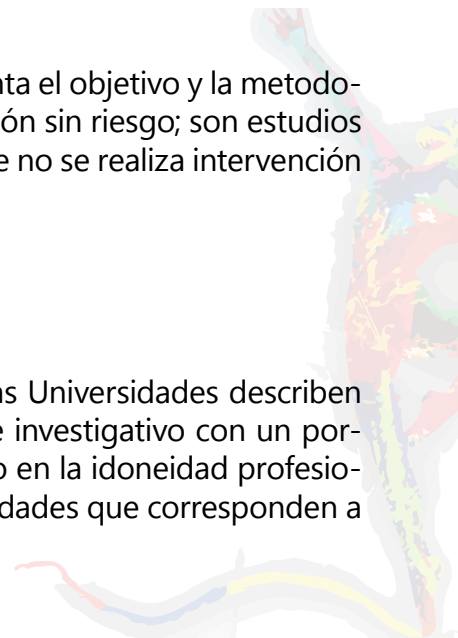 ta el objetivo y la metodo-
ón sin riesgo; son estudios
e no se realiza intervención
as Universidades describen
e investigativo con un por-
o en la idoneidad profesio-
dades que corresponden a